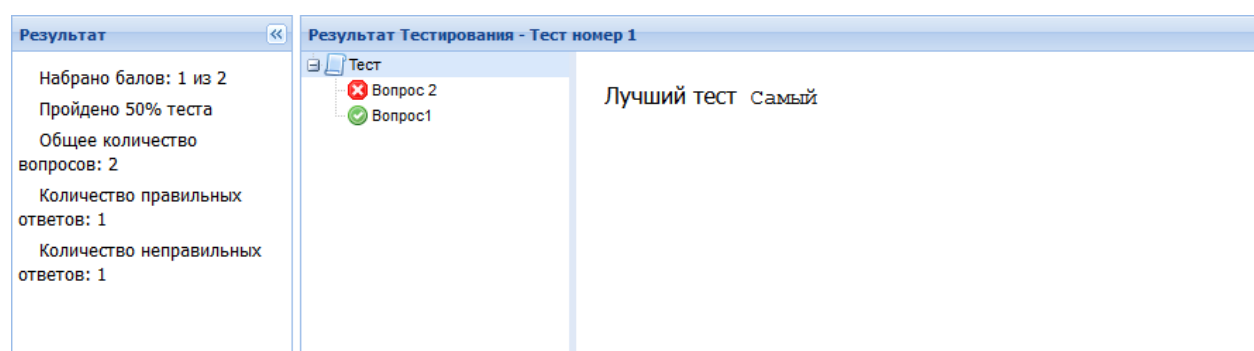 Результат
Набрано балов: 1 из 2
Пройдено 50% теста
Общее количество
вопросов: 2
Количество правильных
ответов: 1
Количество неправильных
ответов: 1
Результат Тестирования - Тест номер 1
Тест
Вопрос 2
Вопрос1
Лучший тест Самый